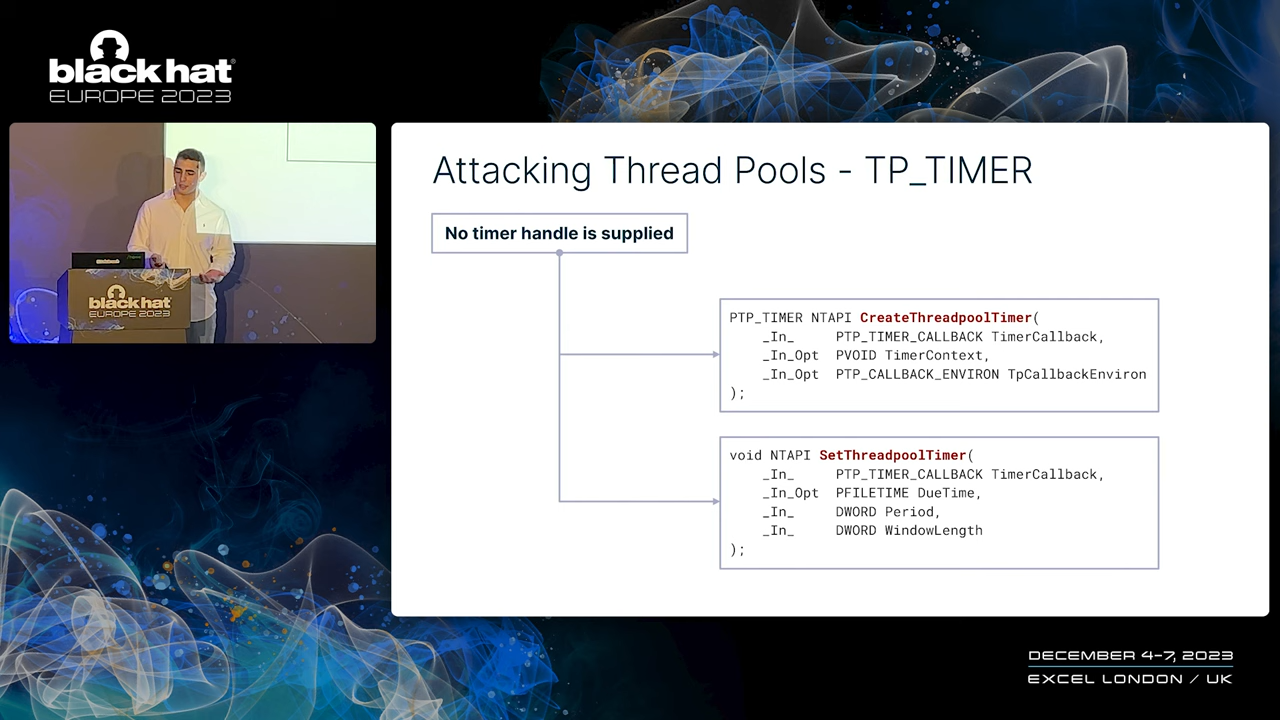 black hat
EUROPE 2023
black hat
EUROPE 2023
Attacking Thread Pools - TP_TIMER
No timer handle is supplied
PTP_TIMER NTAPI CreateThreadpoolTimer(
_In_ PTP_TIMER_CALLBACK TimerCallback,
_In_Opt PVOID TimerContext,
_In_Opt PTP_CALLBACK_ENVIRON TpCallbackEnviron
);
void NTAPI SetThreadpoolTimer(
_In_ PTP_TIMER_CALLBACK TimerCallback,
_In_Opt PFILETIME DueTime,
_In_ DWORD Period,
_In_ DWORD WindowLength
);
DECEMBER 4-7, 2023
EXCEL LONDON / UK